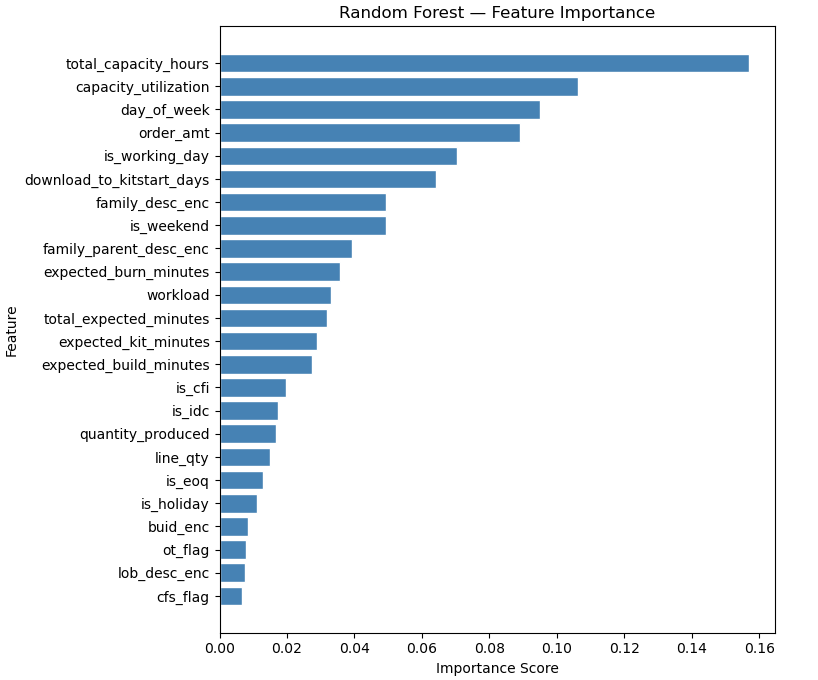 Random Forest — Feature Importance
total_capacity_hours
capacity_utilization
day_of_week
order_amt
is_working_day
download_to_kitstart_days
family_desc_enc
is_weekend
family_parent_desc_enc
expected_burn_minutes
workload
total_expected_minutes
expected_kit_minutes
expected_build_minutes
is_cfi
is_idc
quantity_produced
line_qty
is_eoq
is_holiday
buid_enc
ot_flag
lob_desc_enc
cfs_flag
Feature
0.00 0.02 0.04 0.06 0.08 0.10 0.12 0.14 0.16
Importance Score